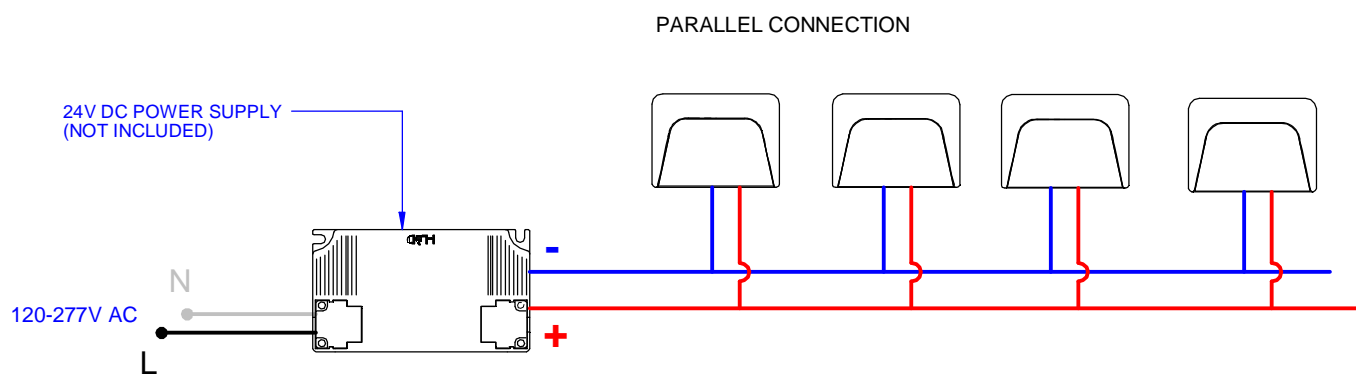 PARALLEL CONNECTION
24V DC POWER SUPPLY
(NOT INCLUDED)
-
N
120-277V AC
+
L